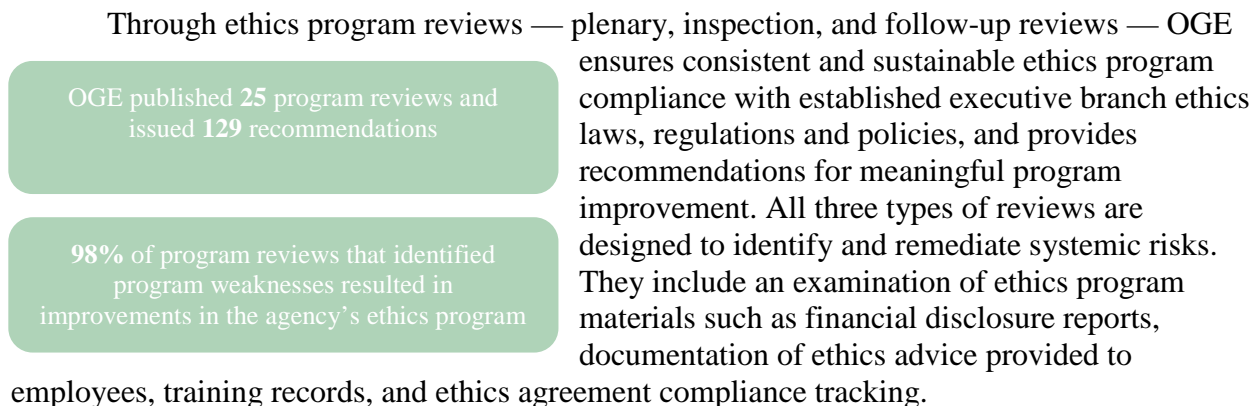 Through ethics program reviews — plenary, inspection, and follow-up reviews — OGE
ensures consistent and sustainable ethics program
compliance with established executive branch ethics
laws, regulations and policies, and provides
recommendations for meaningful program
improvement. All three types of reviews are
designed to identify and remediate systemic risks.
They include an examination of ethics program
materials such as financial disclosure reports,
documentation of ethics advice provided to
employees, training records, and ethics agreement compliance tracking.
OGE published 25 program reviews and
issued 129 recommendations
98% of program reviews that identified
program weaknesses resulted in
improvements in the agency's ethics program